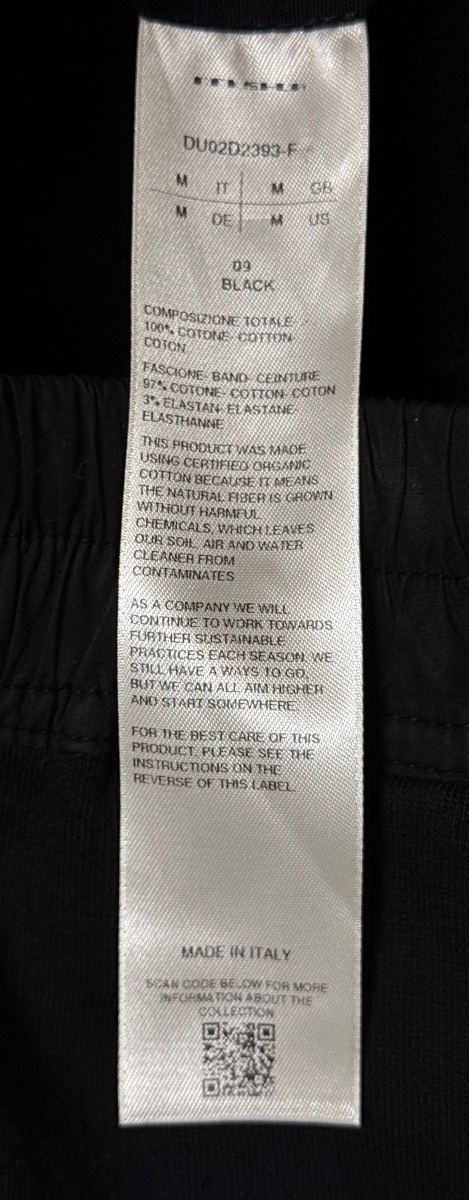 DU02D2393-F
M IT M GB
M DE M US
09
BLACK
COMPOSIZIONE TOTALE-
100% COTONE- COTTON-
COTON
FASCIONE- BAND- CEINTURE
97% COTONE- COTTON- COTON
3% ELASTAN- ELASTANE-
ELASTHANNE
THIS PRODUCT WAS MADE
USING CERTIFIED ORGANIC
COTTON BECAUSE IT MEANS
THE NATURAL FIBER IS GROWN
WITHOUT HARMFUL
CHEMICALS, WHICH LEAVES
OUR SOIL, AIR AND WATER
CLEANER FROM
CONTAMINATES
AS A COMPANY WE WILL
CONTINUE TO WORK TOWARDS
FURTHER SUSTAINABLE
PRACTICES EACH SEASON. WE
STILL HAVE A WAYS TO GO,
BUT WE CAN ALL AIM HIGHER
AND START SOMEWHERE.
FOR THE BEST CARE OF THIS
PRODUCT, PLEASE SEE THE
INSTRUCTIONS ON THE
REVERSE OF THIS LABEL.
MADE IN ITALY
SCAN CODE BELOW FOR MORE
INFORMATION ABOUT THE
COLLECTION